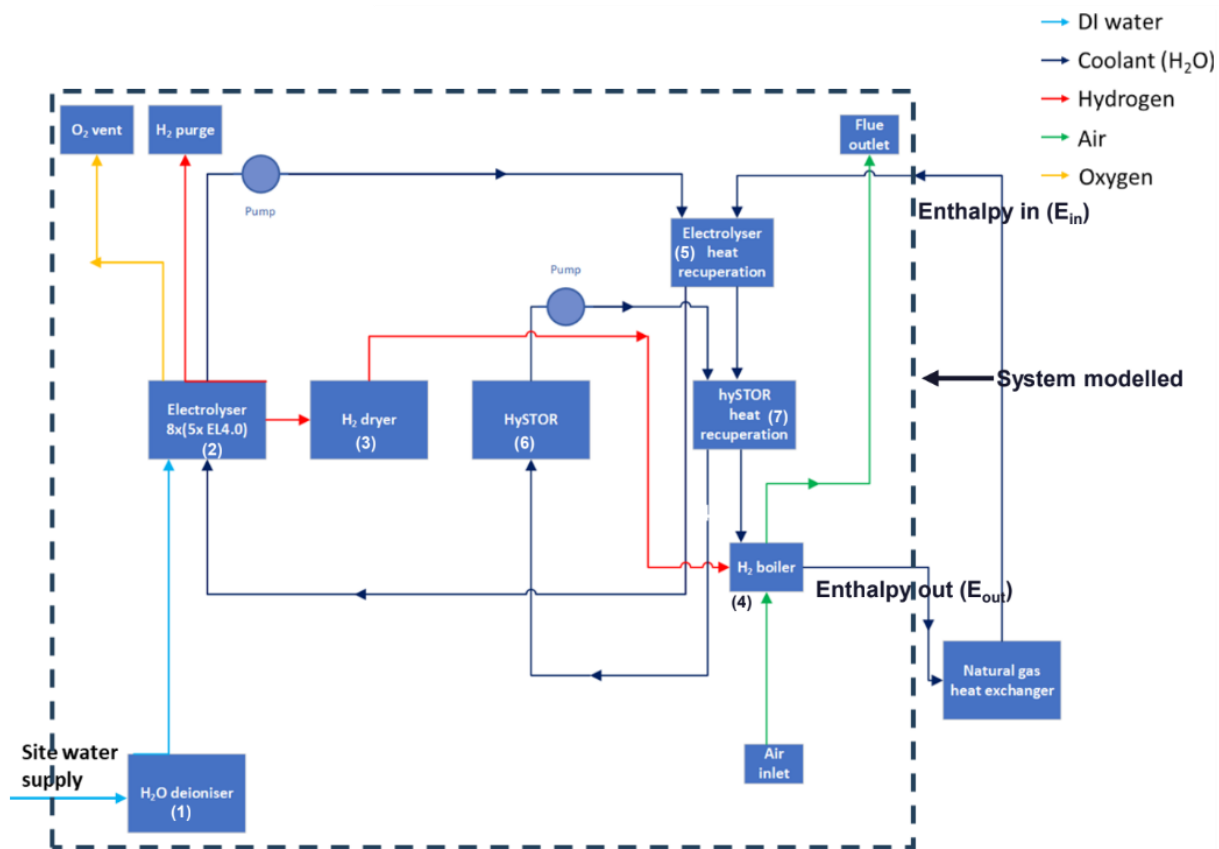 DI water
Coolant (H₂O)
Hydrogen
Air
Oxygen
O₂ vent
H₂ purge
Flue
outlet
Pump
Enthalpy in (E_in)
Electrolyser
(5) heat
recuperation
Pump
System modelled
Electrolyser
8x(5x EL4.0)
(2)
H₂ dryer
(3)
HySTOR
(6)
hySTOR
heat (7)
recuperation
H₂ boiler
(4)
Enthalpy out (E_out)
Natural gas
heat exchanger
Site water
supply
H₂O deioniser
(1)
Air
inlet